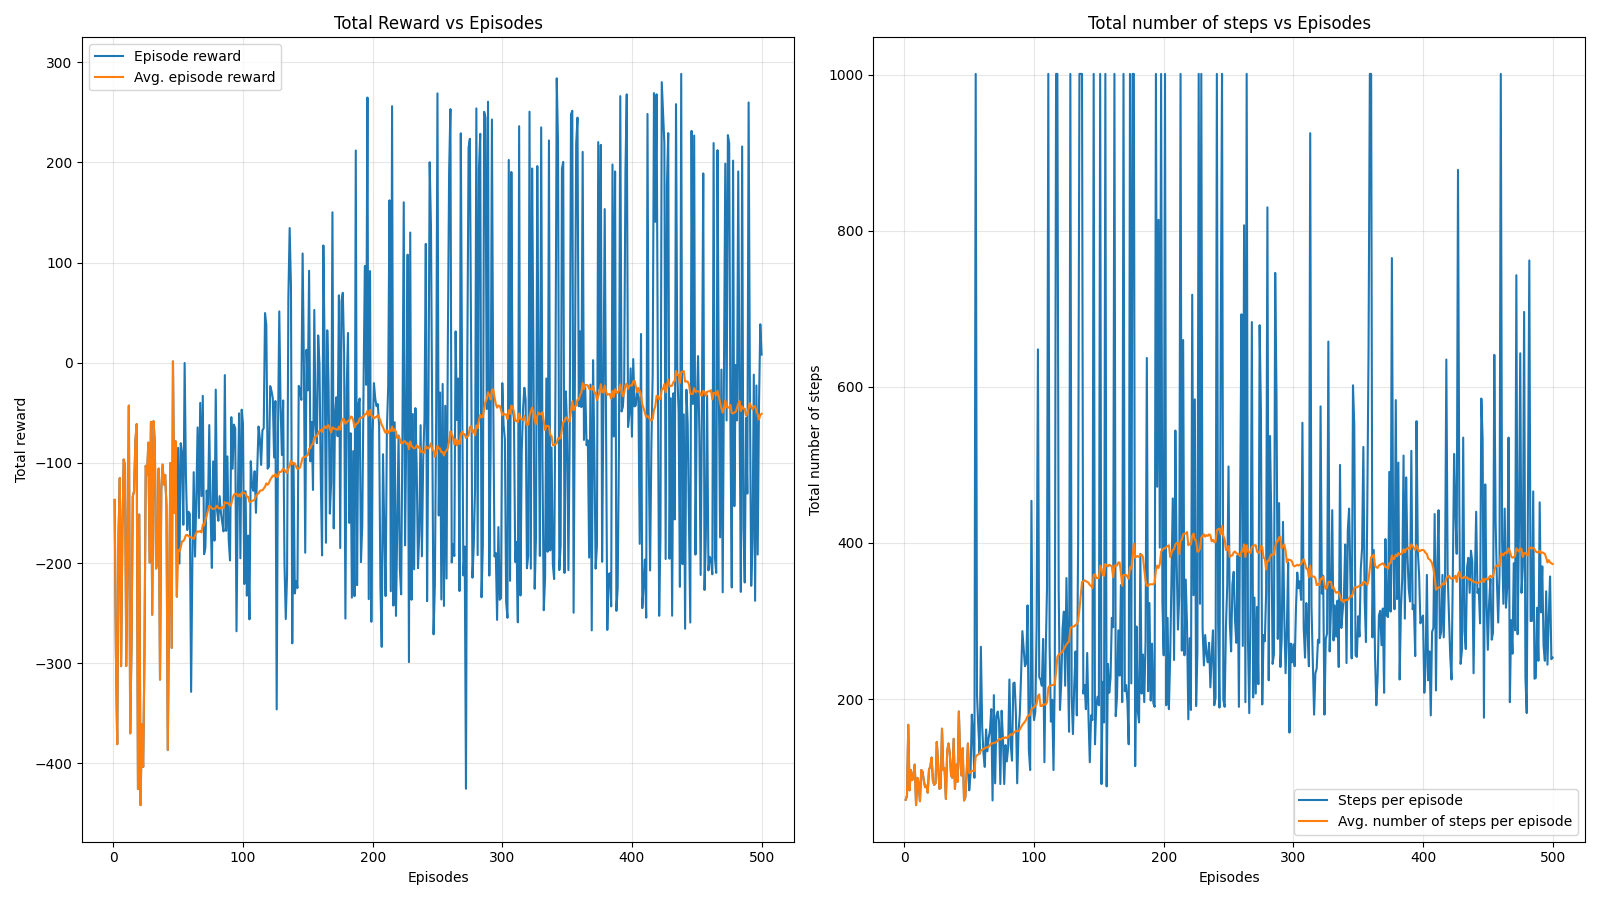 Total Reward vs Episodes
Episode reward
Avg. episode reward
300
200
100
0
−100
−200
−300
−400
Total reward
0
100
200
300
400
500
Episodes
Total number of steps vs Episodes
1000
800
600
400
200
Total number of steps
Steps per episode
Avg. number of steps per episode
0
100
200
300
400
500
Episodes